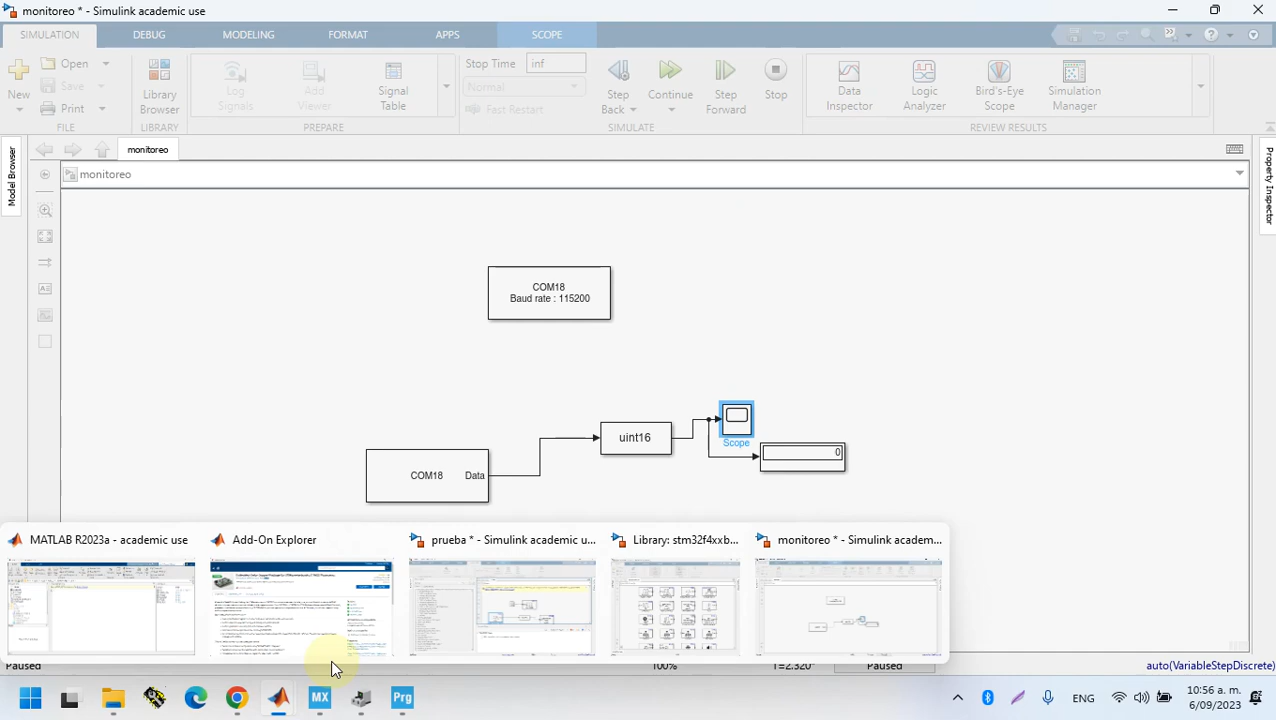 monitoreo * - Simulink academic use
SIMULATION DEBUG MODELING FORMAT APPS SCOPE
New
Open
Save
Print
FILE
Library Browser
LIBRARY
Log Signals
Add Viewer
Signal Table
PREPARE
Stop Time inf
Normal
Fast Restart
Step Back
Continue
Step Forward
Stop
SIMULATE
Data Inspector
Logic Analyzer
Bird's-Eye Scope
Simulation Manager
REVIEW RESULTS
Model Browser
monitoreo
monitoreo
Property Inspector
COM18
Baud rate : 115200
uint16
Scope
0
COM18 Data
MATLAB R2023a - academic use
Add-On Explorer
prueba * - Simulink academic u...
Library: stm32f4xxb...
monitoreo * - Simulink academ...
Paused
T=2.320
Paused
auto(VariableStepDiscrete)
MX
Prg
ENG
10:56 a. m.
6/09/2023